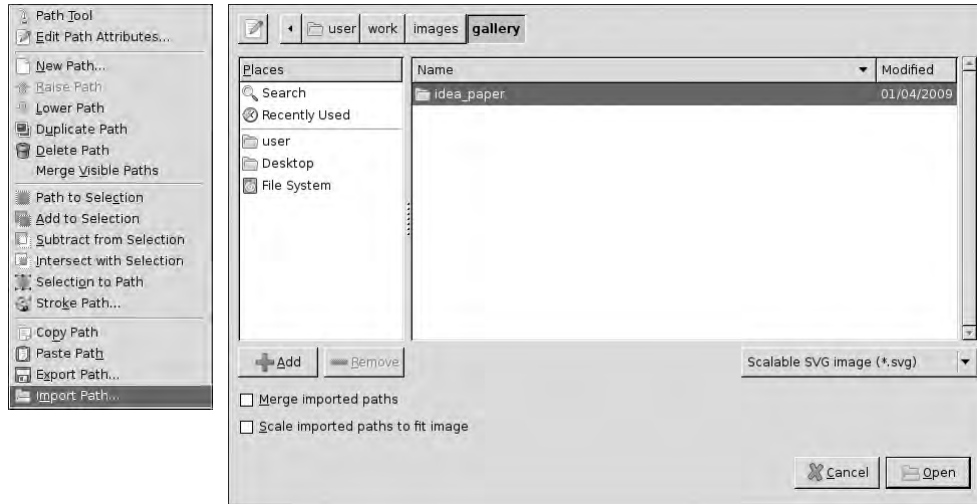 Path Tool
Edit Path Attributes...
New Path...
Raise Path
Lower Path
Duplicate Path
Delete Path
Merge Visible Paths
Path to Selection
Add to Selection
Subtract from Selection
Intersect with Selection
Selection to Path
Stroke Path...
Copy Path
Paste Path
Export Path...
Import Path...
user work images gallery
Places
Search
Recently Used
user
Desktop
File System
Name Modified
idea_paper 01/04/2009
Add Remove
Scalable SVG image (*.svg)
Merge imported paths
Scale imported paths to fit image
Cancel Open